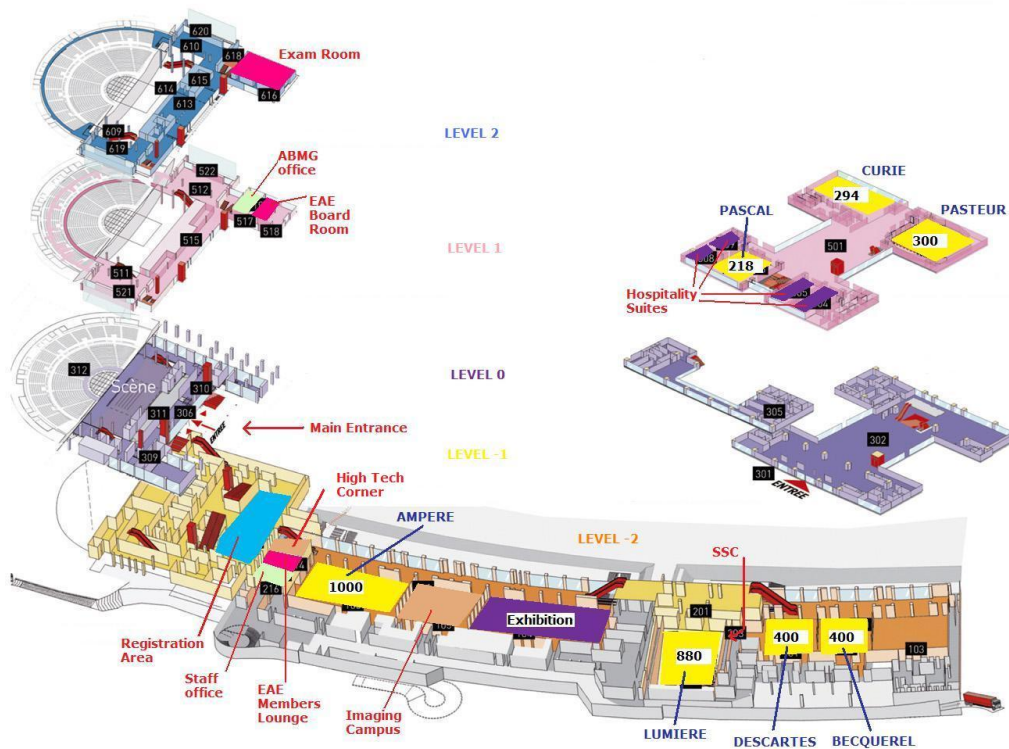 620
610
618
Exam Room
615
614
616
613
609
619
LEVEL 2
ABMG
office
522
512
EAE
Board
Room
517
518
515
511
521
LEVEL 1
CURIE
294
PASCAL
PASTEUR
501
300
218
Hospitality
Suites
312
Scène
310
311
306
309
ENTREE
Main Entrance
LEVEL 0
305
302
301
ENTREE
LEVEL -1
High Tech
Corner
AMPERE
LEVEL -2
SSC
216
1000
Exhibition
201
880
400
400
103
Registration
Area
Staff
office
EAE
Members
Lounge
Imaging
Campus
LUMIERE
DESCARTES
BECQUEREL